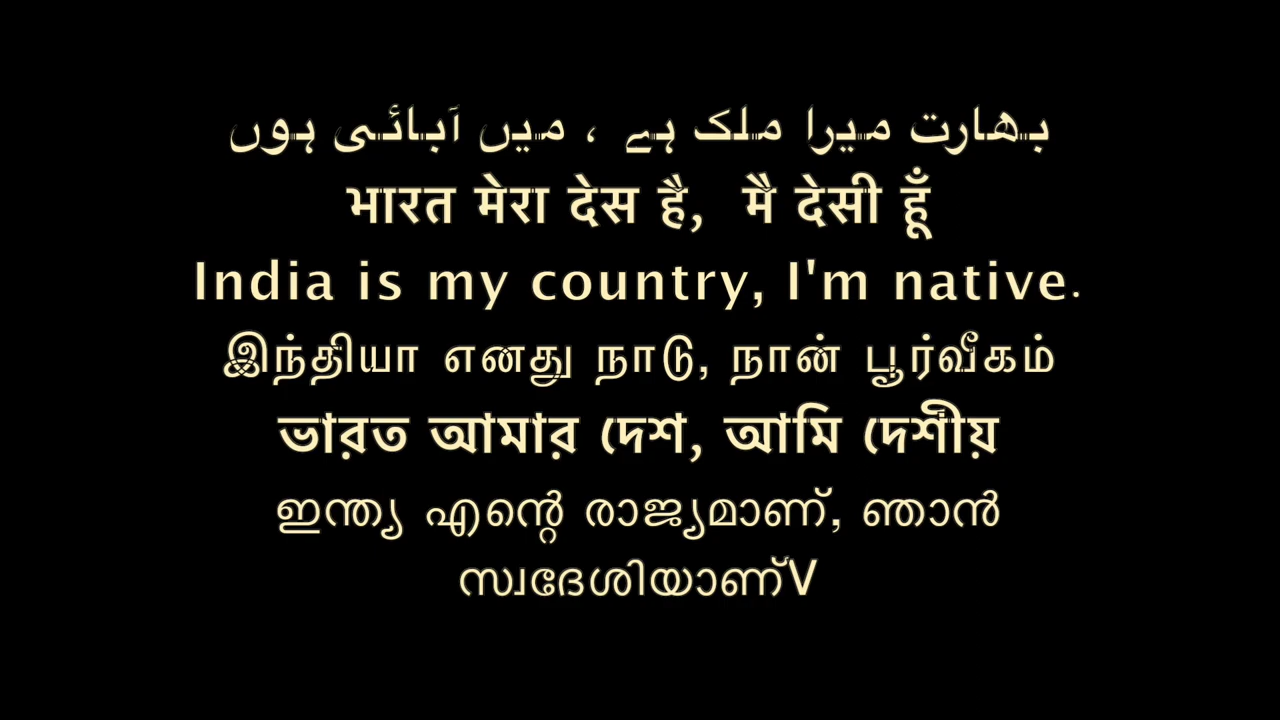 بھارت میرا ملک ہے ، میں آبائی ہوں
भारत मेरा देस है, मै देसी हूँ
India is my country, I'm native.
இந்தியா எனது நாடு, நான் பூர்வீகம்
ভারত আমার দেশ, আমি দেশীয়
ഇന്ത്യ എന്റെ രാജ്യമാണ്, ഞാൻ
സ്വദേശിയാണ്V